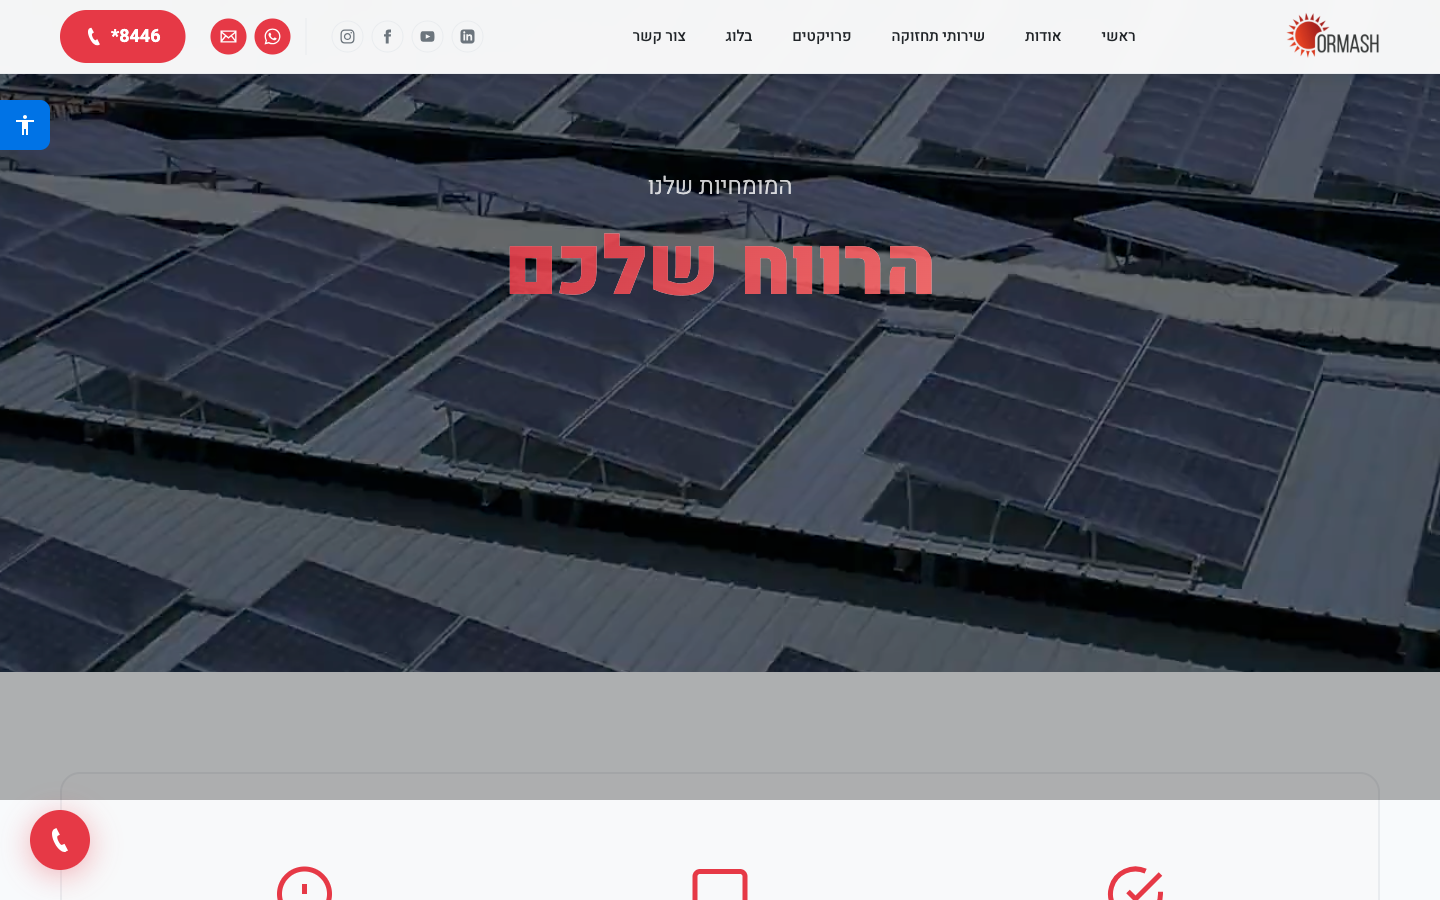 ORMASH
ראשי
אודות
שירותי תחזוקה
פרויקטים
בלוג
צור קשר
*8446
המומחיות שלנו
הרווח שלכם